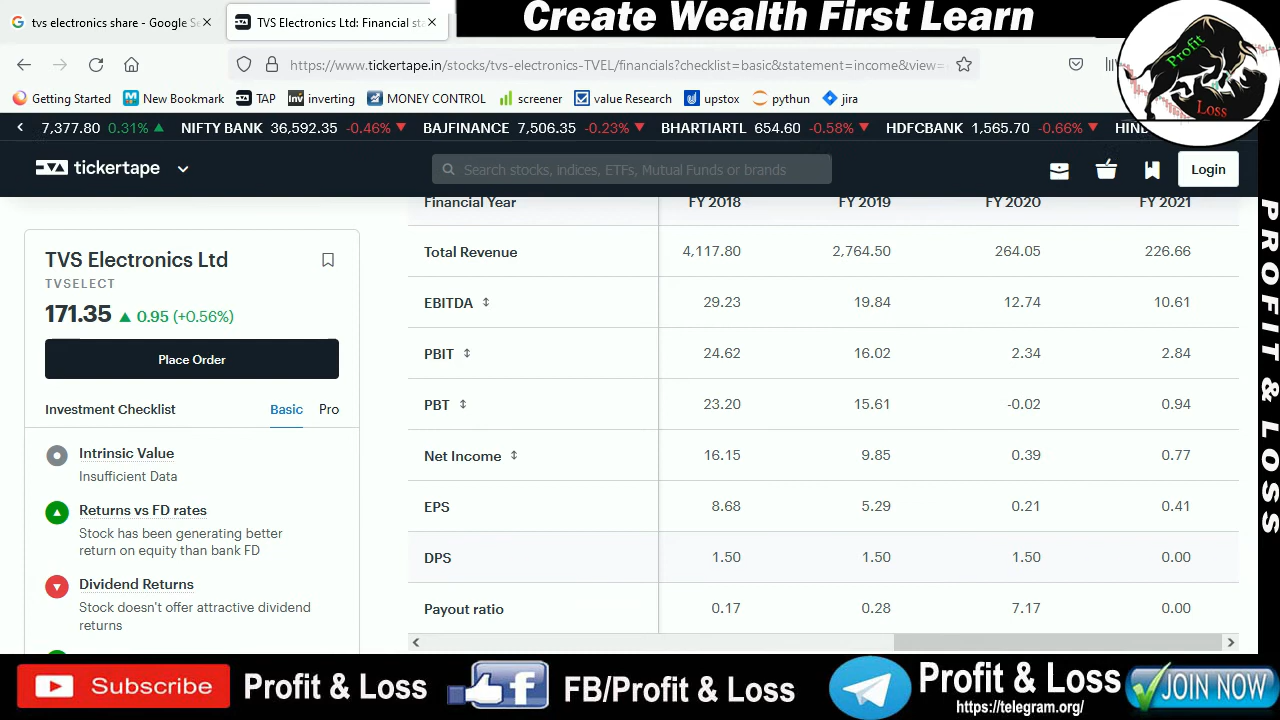 Create Wealth First Learn
tvs electronics share - Google Se
TVS Electronics Ltd: Financial sta
Profit
Loss
https://www.tickertape.in/stocks/tvs-electronics-TVEL/financials?checklist=basic&statement=income&view=
Getting Started New Bookmark TAP inverting MONEY CONTROL screener value Research upstox python jira
7,377.80 0.31% NIFTY BANK 36,592.35 -0.46% BAJFINANCE 7,506.35 -0.23% BHARTIARTL 654.60 -0.58% HDFCBANK 1,565.70 -0.66%
tickertape
Search stocks, indices, ETFs, Mutual Funds or brands
Login
TVS Electronics Ltd
TVSELECT
171.35 0.95 (+0.56%)
Place Order
Investment Checklist Basic Pro
Intrinsic Value
Insufficient Data
Returns vs FD rates
Stock has been generating better
return on equity than bank FD
Dividend Returns
Stock doesn't offer attractive dividend
returns
Financial Year FY 2018 FY 2019 FY 2020 FY 2021
Total Revenue 4,117.80 2,764.50 264.05 226.66
EBITDA 29.23 19.84 12.74 10.61
PBIT 24.62 16.02 2.34 2.84
PBT 23.20 15.61 -0.02 0.94
Net Income 16.15 9.85 0.39 0.77
EPS 8.68 5.29 0.21 0.41
DPS 1.50 1.50 1.50 0.00
Payout ratio 0.17 0.28 7.17 0.00
PROFIT & LOSS
Subscribe Profit & Loss
f FB/Profit & Loss
Profit & Loss
https://telegram.org/
JOIN NOW